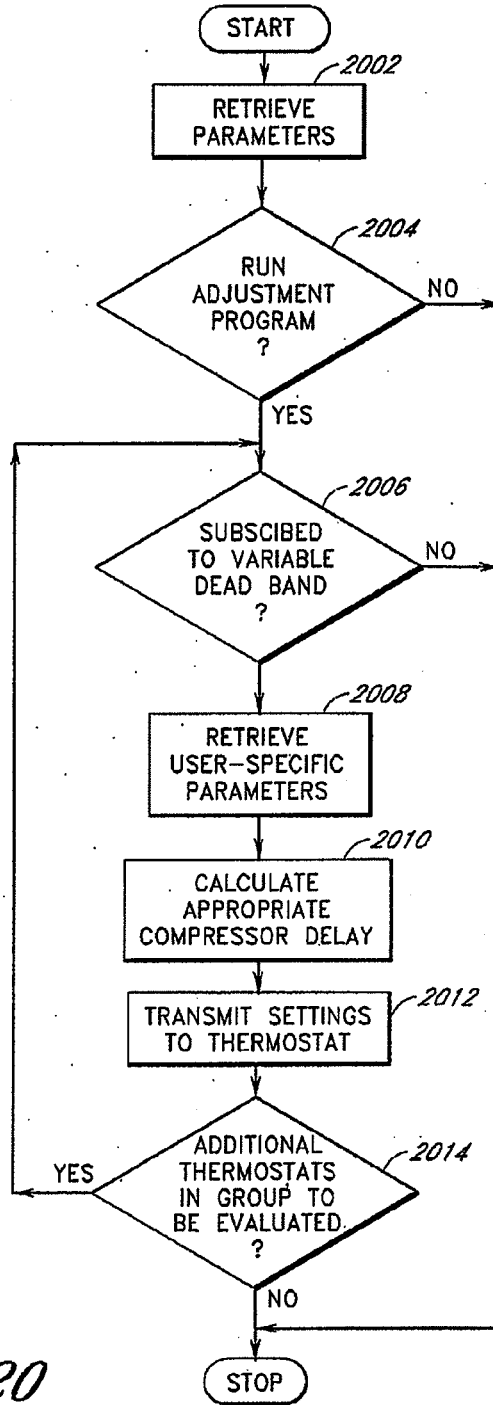 START
2002
RETRIEVE
PARAMETERS
2004
RUN
ADJUSTMENT
PROGRAM
?
NO
YES
2006
SUBSCIBED
TO VARIABLE
DEAD BAND
?
NO
2008
RETRIEVE
USER-SPECIFIC
PARAMETERS
2010
CALCULATE
APPROPRIATE
COMPRESSOR DELAY
2012
TRANSMIT SETTINGS
TO THERMOSTAT
2014
YES
ADDITIONAL
THERMOSTATS
IN GROUP TO
BE EVALUATED
?
NO
STOP
20